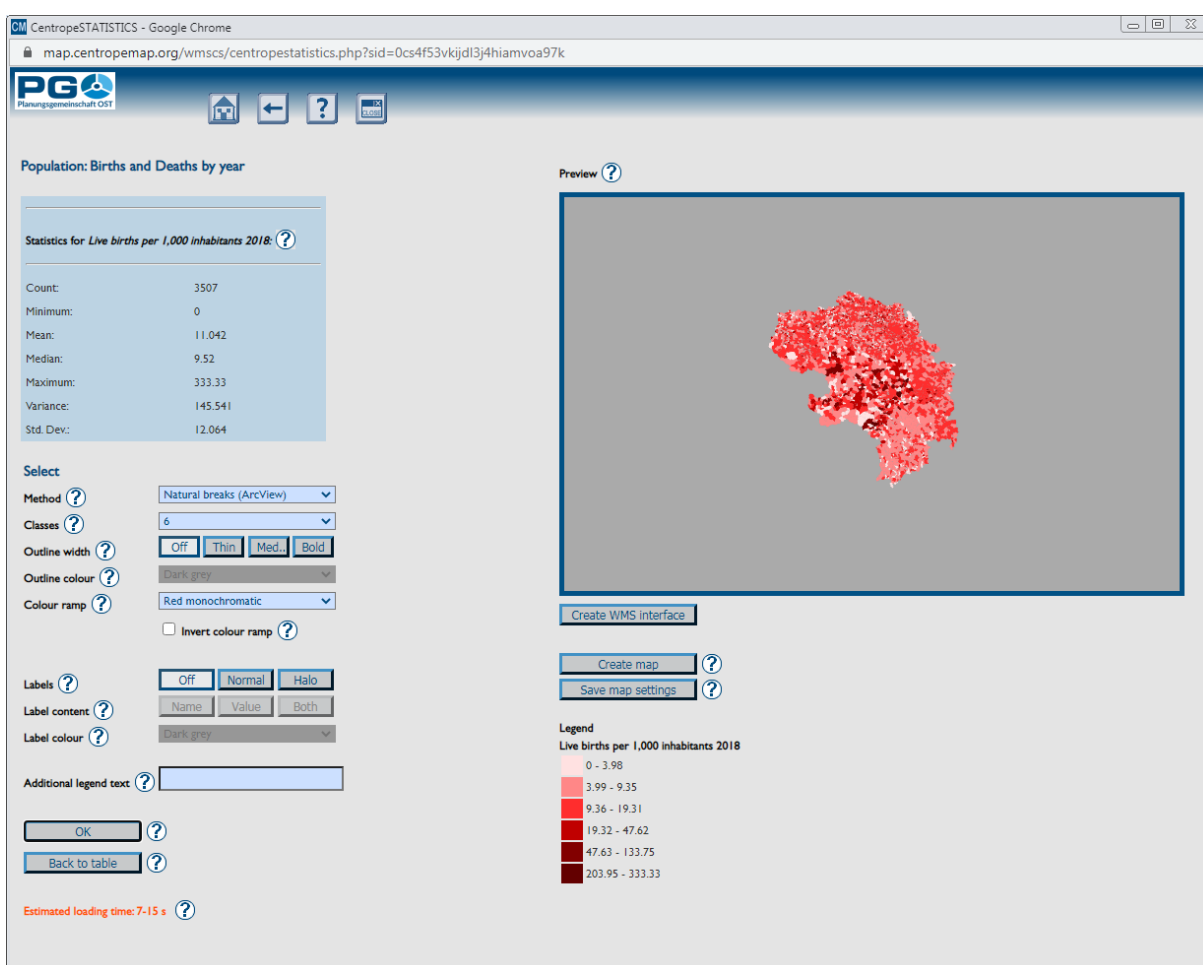 CM CentropeSTATISTICS - Google Chrome
map.centropemap.org/wmscs/centropestatistics.php?sid=0cs4f53vkijdl3j4hiamvoa97k
PGO
Planungsgemeinschaft OST
? CLOSE
Population: Births and Deaths by year
Statistics for Live births per 1,000 inhabitants 2018: ?
Count: 3507
Minimum: 0
Mean: 11.042
Median: 9.52
Maximum: 333.33
Variance: 145.541
Std. Dev.: 12.064
Select
Method ? Natural breaks (ArcView)
Classes ? 6
Outline width ? Off Thin Med.. Bold
Outline colour ? Dark grey
Colour ramp ? Red monochromatic
Invert colour ramp ?
Labels ? Off Normal Halo
Label content ? Name Value Both
Label colour ? Dark grey
Additional legend text ?
OK ?
Back to table ?
Estimated loading time: 7-15 s ?
Preview ?
Create WMS interface
Create map ?
Save map settings ?
Legend
Live births per 1,000 inhabitants 2018
0 - 3.98
3.99 - 9.35
9.36 - 19.31
19.32 - 47.62
47.63 - 133.75
203.95 - 333.33